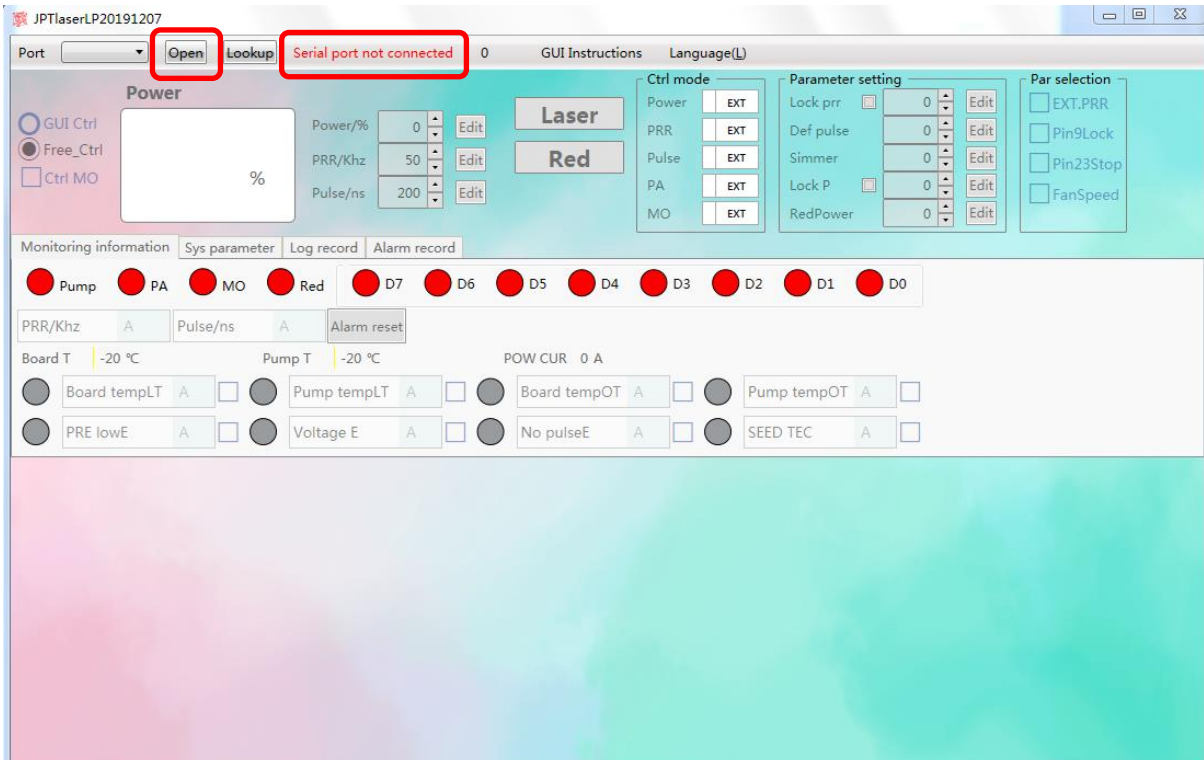 JPTlaserLP20191207
Port Open Lookup Serial port not connected 0 GUI Instructions Language(L)
Power
GUI Ctrl
Free_Ctrl
Ctrl MO
%
Power/% 0 Edit
PRR/Khz 50 Edit
Pulse/ns 200 Edit
Laser
Red
Ctrl mode
Power EXT
PRR EXT
Pulse EXT
PA EXT
MO EXT
Parameter setting
Lock prr 0 Edit
Def pulse 0 Edit
Simmer 0 Edit
Lock P 0 Edit
RedPower 0 Edit
Par selection
EXT.PRR
Pin9Lock
Pin23Stop
FanSpeed
Monitoring information Sys parameter Log record Alarm record
Pump PA MO Red D7 D6 D5 D4 D3 D2 D1 D0
PRR/Khz A Pulse/ns A Alarm reset
Board T -20 ℃ Pump T -20 ℃ POW CUR 0 A
Board tempLT A Pump tempLT A Board tempOT A Pump tempOT A
PRE lowE A Voltage E A No pulseE A SEED TEC A